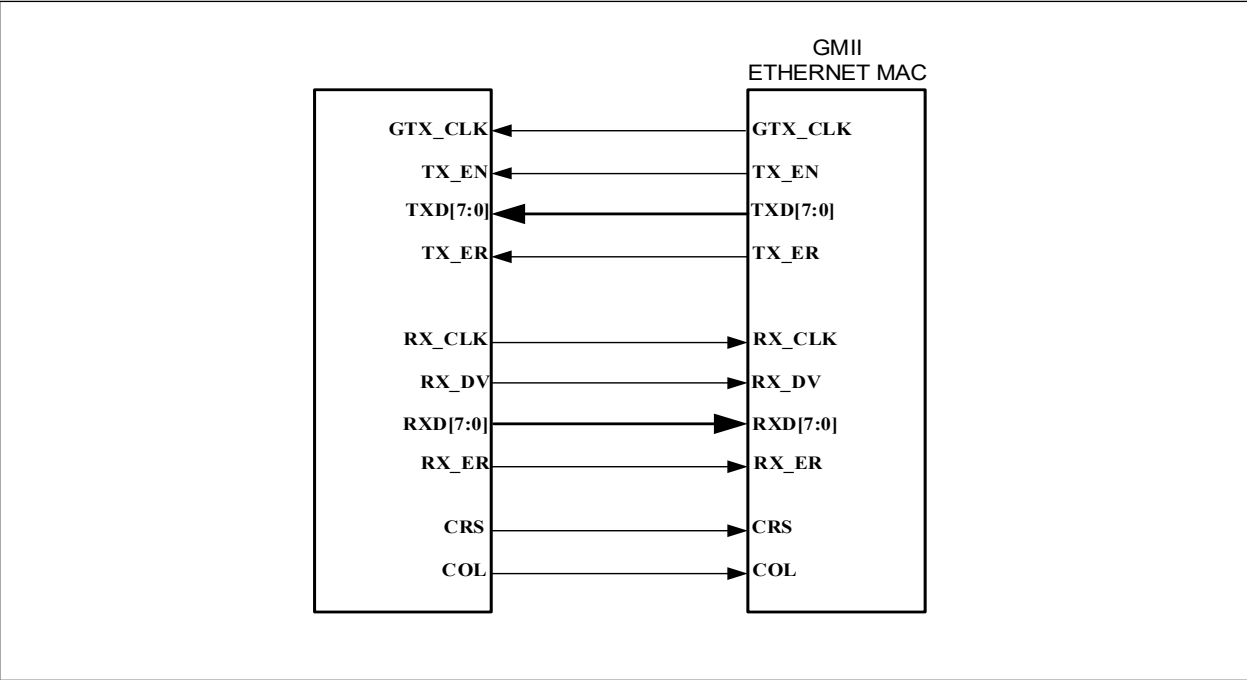 GMII
ETHERNET MAC
GTX_CLK GTX_CLK
TX_EN TX_EN
TXD[7:0] TXD[7:0]
TX_ER TX_ER
RX_CLK RX_CLK
RX_DV RX_DV
RXD[7:0] RXD[7:0]
RX_ER RX_ER
CRS CRS
COL COL